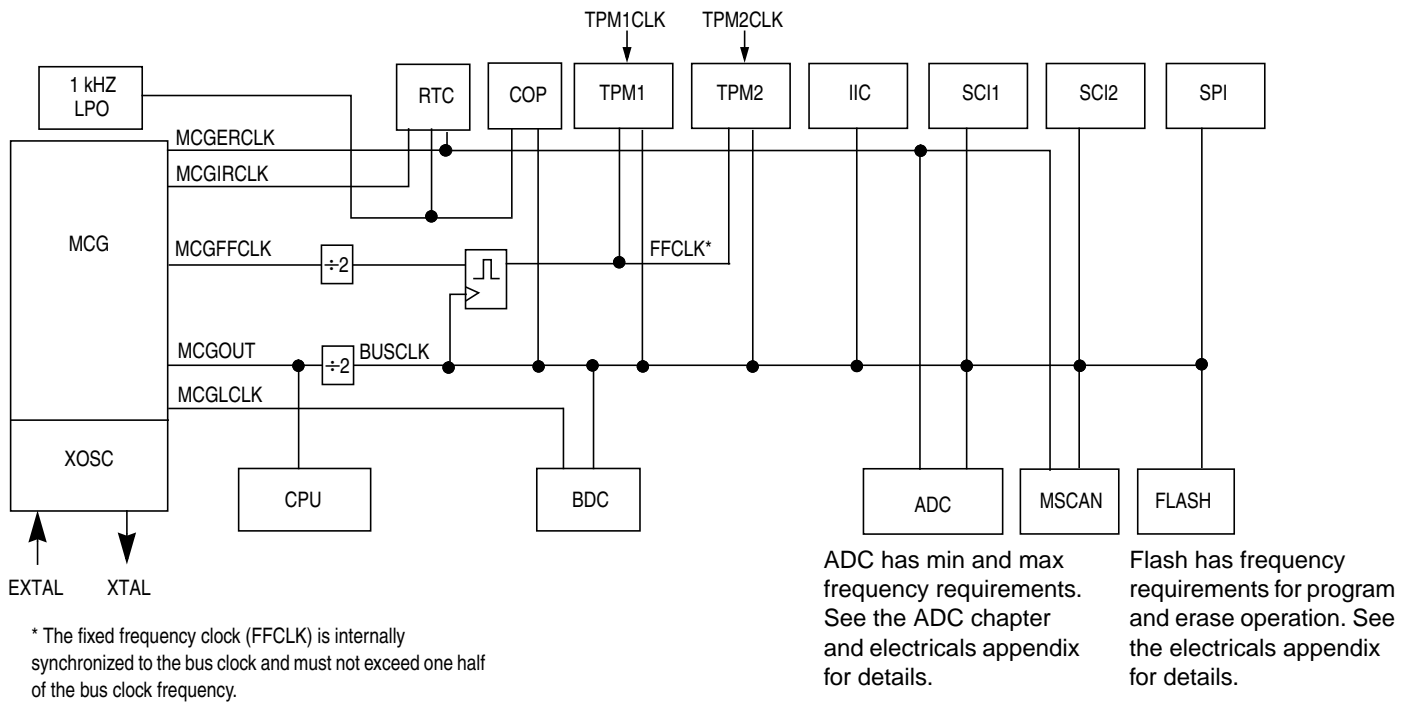 TPM1CLK
TPM2CLK
1 kHZ
LPO
RTC
COP
TPM1
TPM2
IIC
SCI1
SCI2
SPI
MCGERCLK
MCGIRCLK
MCG
MCGFFCLK
÷2
FFCLK*
MCGOUT
÷2
BUSCLK
MCGLCLK
XOSC
CPU
BDC
ADC
MSCAN
FLASH
EXTAL
XTAL
ADC has min and max
frequency requirements.
See the ADC chapter
and electricals appendix
for details.
Flash has frequency
requirements for program
and erase operation. See
the electricals appendix
for details.
* The fixed frequency clock (FFCLK) is internally
synchronized to the bus clock and must not exceed one half
of the bus clock frequency.